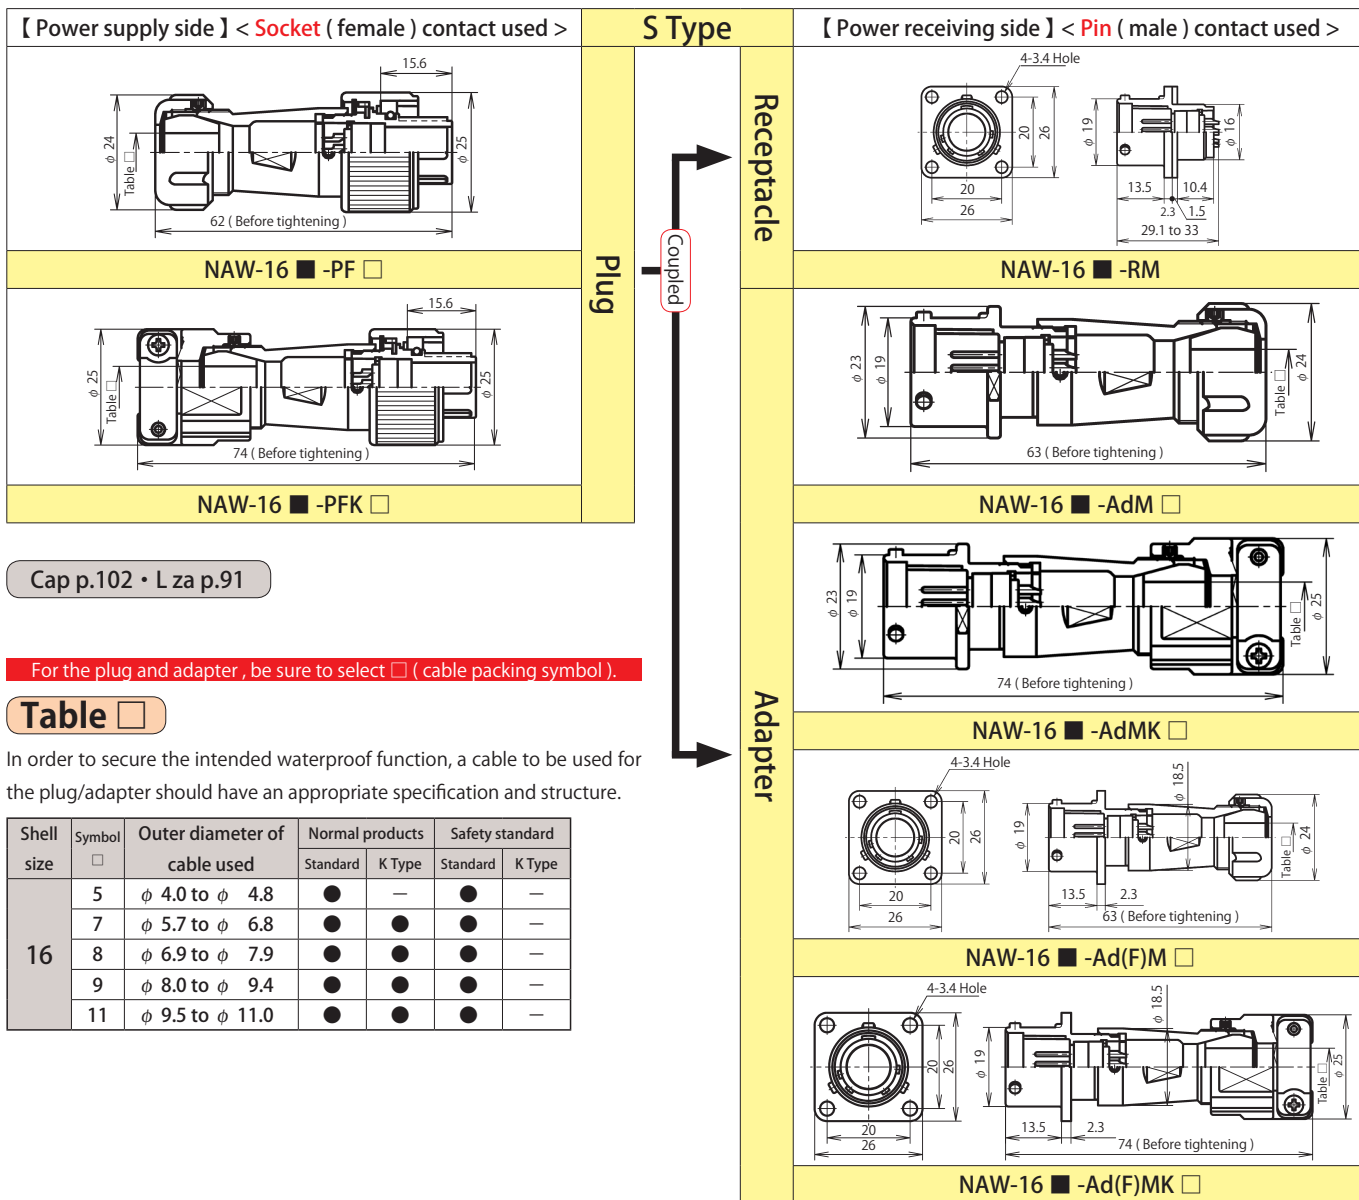 【 Power supply side 】 < Socket ( female ) contact used >
S Type
【 Power receiving side 】 < Pin ( male ) contact used >
15.6
φ 24
Table □
φ 25
62 ( Before tightening )
NAW-16 ■ -PF □
15.6
φ 25
Table □
φ 25
74 ( Before tightening )
NAW-16 ■ -PFK □
Plug
Coupled
Receptacle
Adapter
4-3.4 Hole
20
26
20
26
φ 19
φ 16
13.5
10.4
2.3
1.5
29.1 to 33
NAW-16 ■ -RM
φ 23
φ 19
Table □
φ 24
63 ( Before tightening )
NAW-16 ■ -AdM □
φ 23
φ 19
Table □
φ 25
74 ( Before tightening )
NAW-16 ■ -AdMK □
4-3.4 Hole
20
26
20
26
φ 19
φ 18.5
Table □
φ 24
13.5
2.3
63 ( Before tightening )
NAW-16 ■ -Ad(F)M □
4-3.4 Hole
20
26
20
26
φ 19
φ 18.5
Table □
φ 25
13.5
2.3
74 ( Before tightening )
NAW-16 ■ -Ad(F)MK □
Cap p.102・L za p.91
For the plug and adapter , be sure to select □ ( cable packing symbol ).
Table □
In order to secure the intended waterproof function, a cable to be used for
the plug/adapter should have an appropriate specification and structure.
Shell size
Symbol □
Outer diameter of cable used
Normal products
Safety standard
Standard K Type Standard K Type
16
5 φ 4.0 to φ 4.8 ● － ● －
7 φ 5.7 to φ 6.8 ● ● ● －
8 φ 6.9 to φ 7.9 ● ● ● －
9 φ 8.0 to φ 9.4 ● ● ● －
11 φ 9.5 to φ 11.0 ● ● ● －